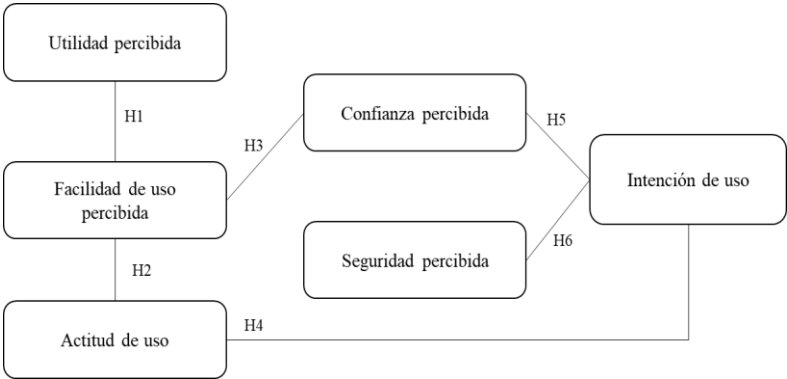 Utilidad percibida
H1
Confianza percibida
H5
H3
Intención de uso
Facilidad de uso
percibida
H6
Seguridad percibida
H2
H4
Actitud de uso